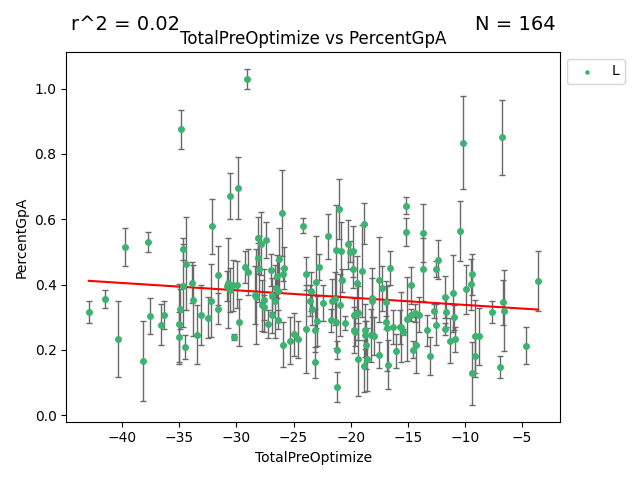 r^2 = 0.02
N = 164
TotalPreOptimize vs PercentGpA
L
1.0
0.8
0.6
0.4
0.2
0.0
PercentGpA
−40 −35 −30 −25 −20 −15 −10 −5
TotalPreOptimize